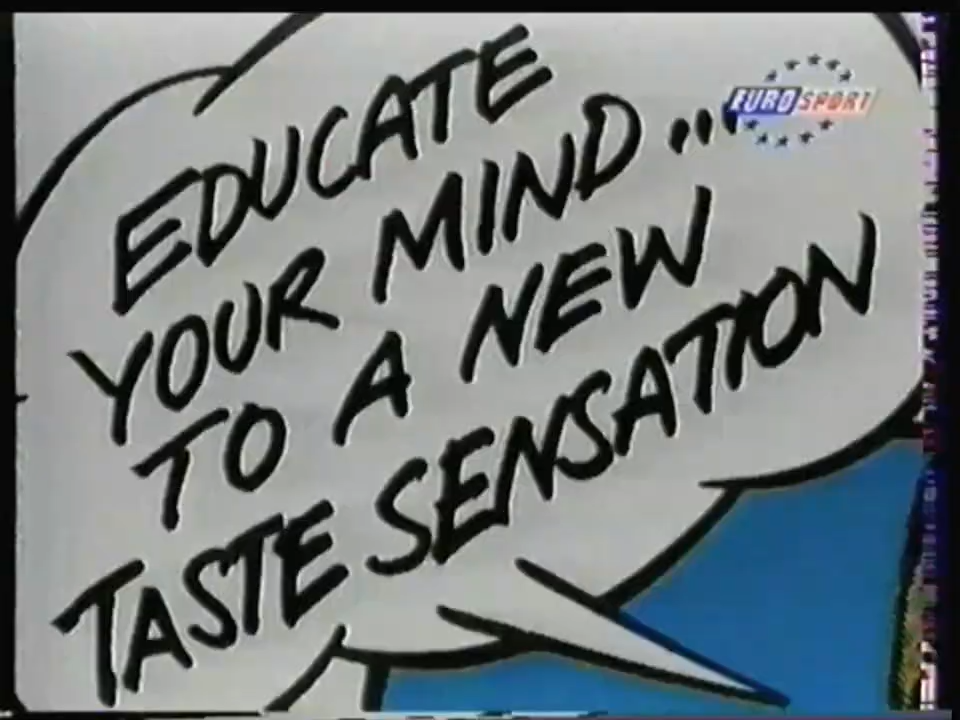 EDUCATE
YOUR MIND...
TO A NEW
TASTE SENSATION
EUROSPORT